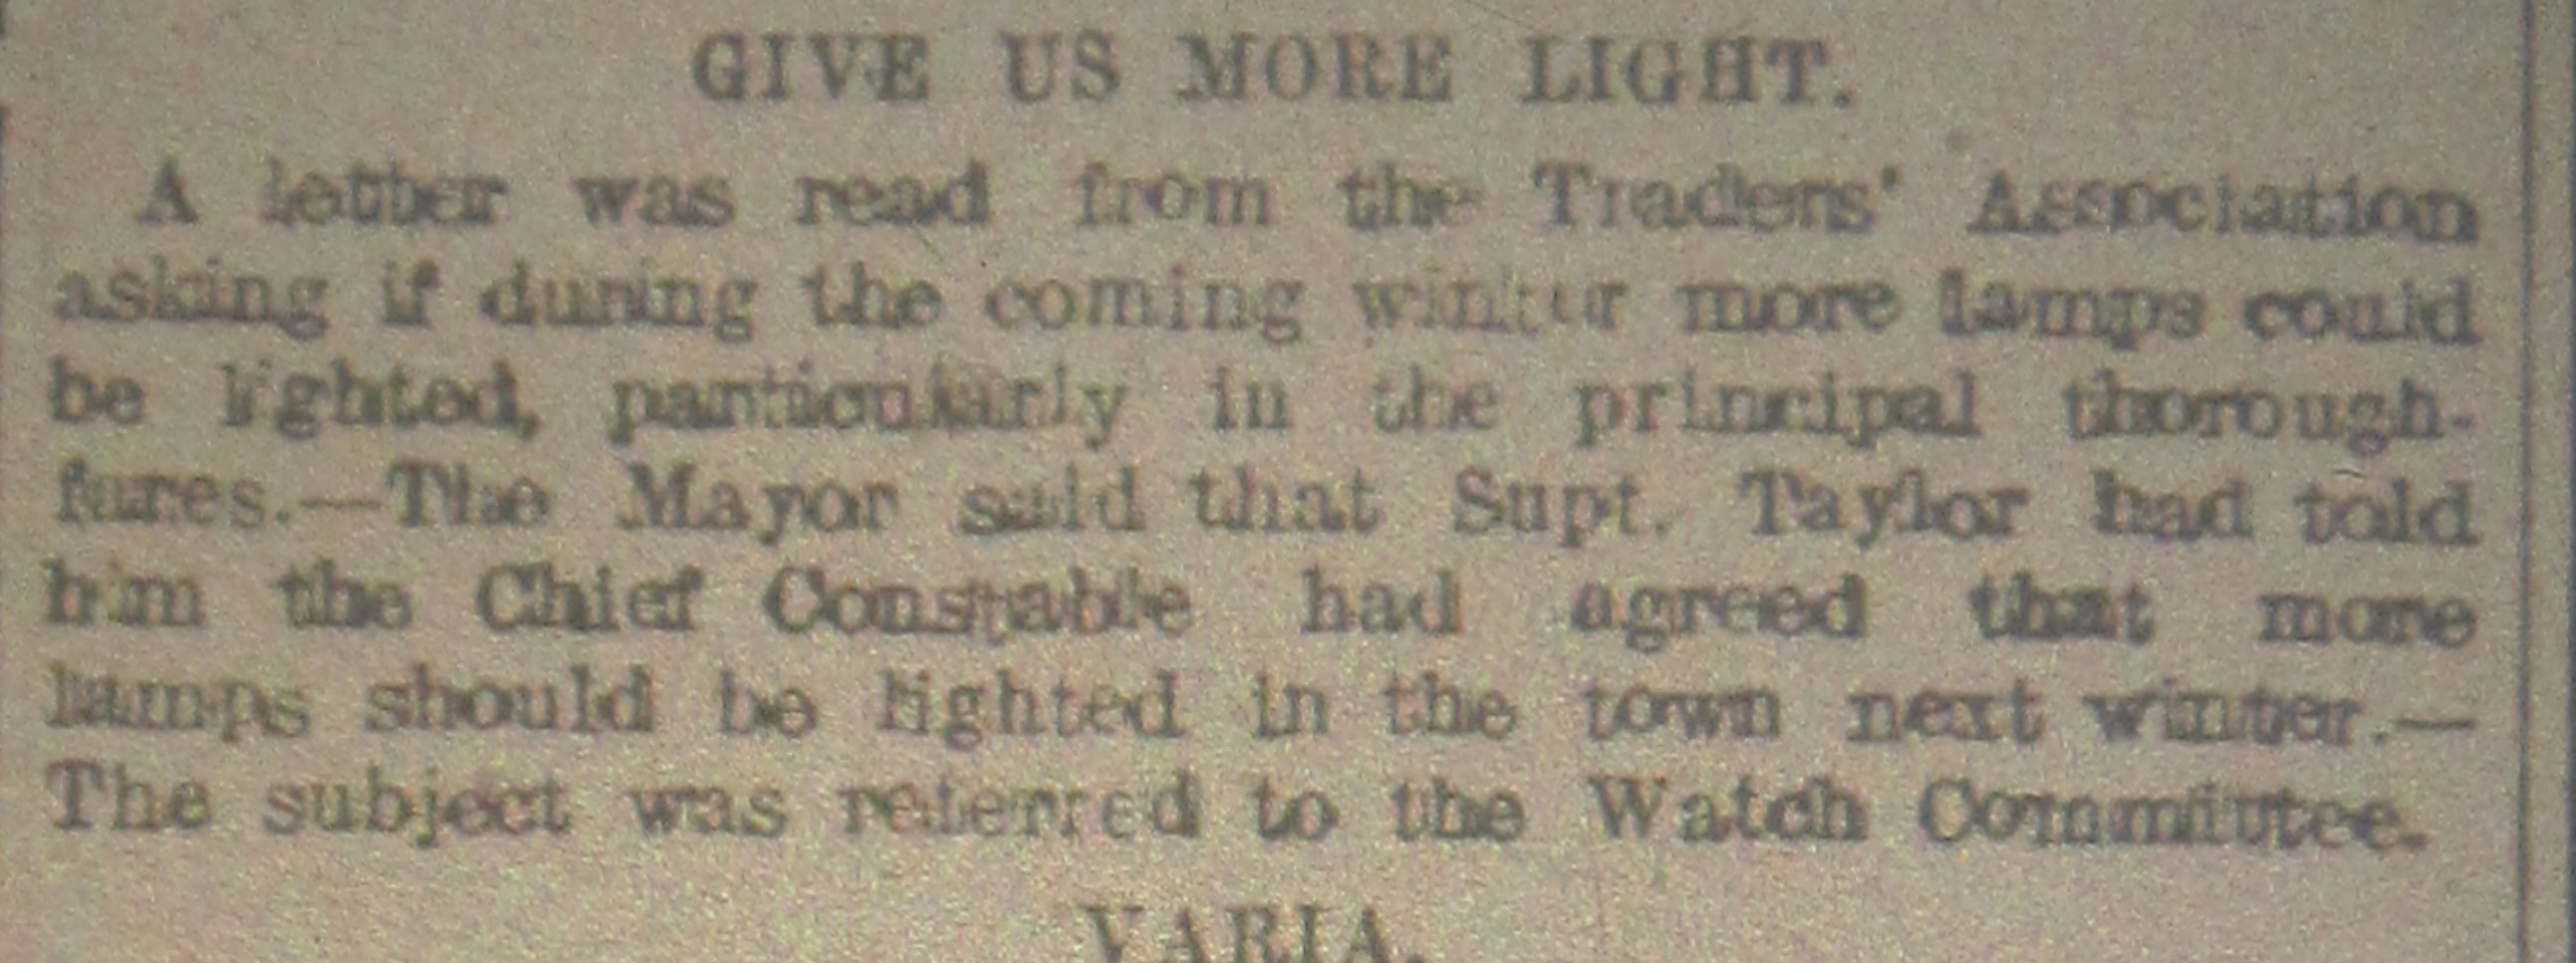 GIVE US MORE LIGHT.
A letter was read from the Traders' Association
asking if during the coming winter more lamps could
be lighted, particularly in the principal thorough-
fares.—The Mayor said that Supt. Taylor had told
him the Chief Constable had agreed that more
lamps should be lighted in the town next winter.—
The subject was referred to the Watch Committee.
VARIA.